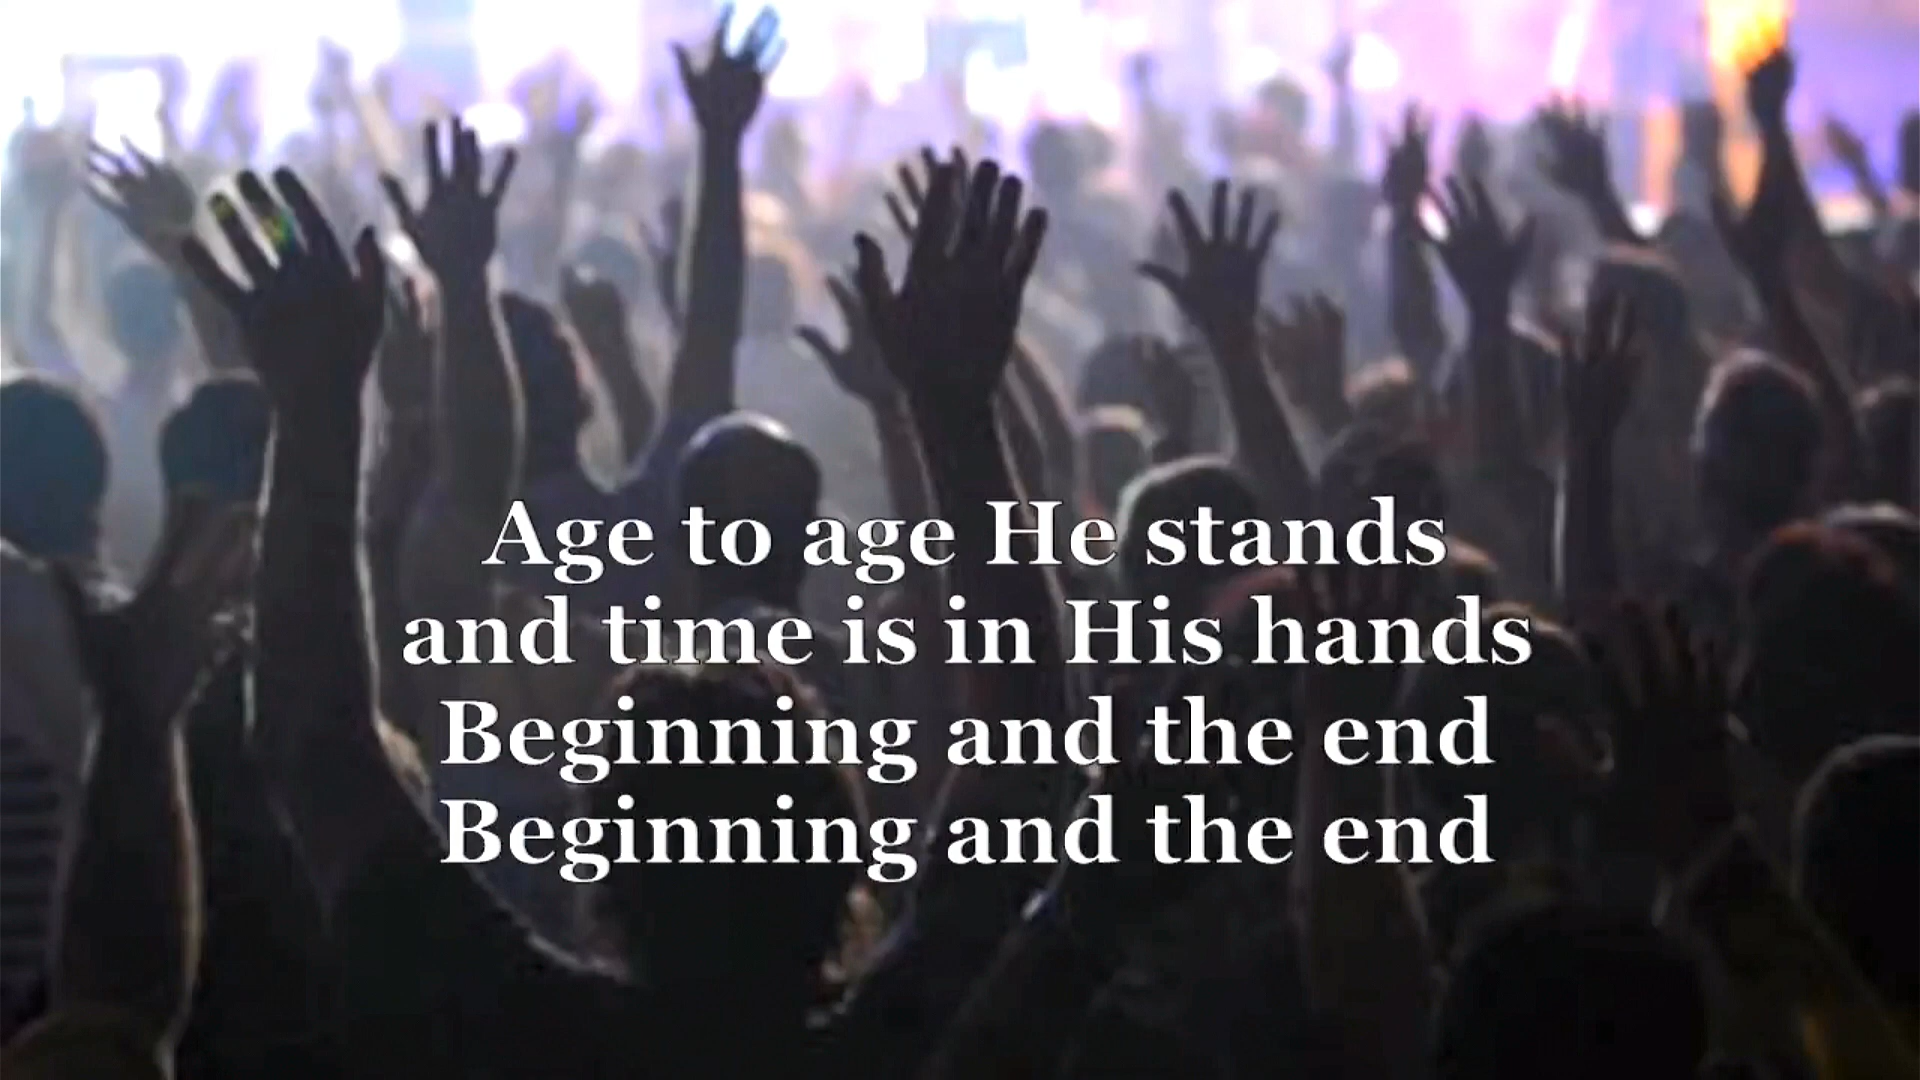 Age to age He stands
and time is in His hands
Beginning and the end
Beginning and the end